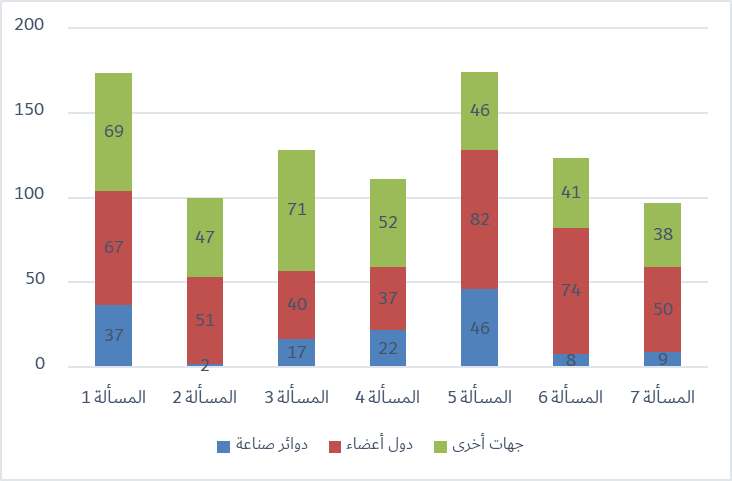 200
150
100
50
0
69
67
37
47
51
2
71
40
17
52
37
22
46
82
46
41
74
8
38
50
9
المسألة 1
المسألة 2
المسألة 3
المسألة 4
المسألة 5
المسألة 6
المسألة 7
دوائر صناعة
دول أعضاء
جهات أخرى